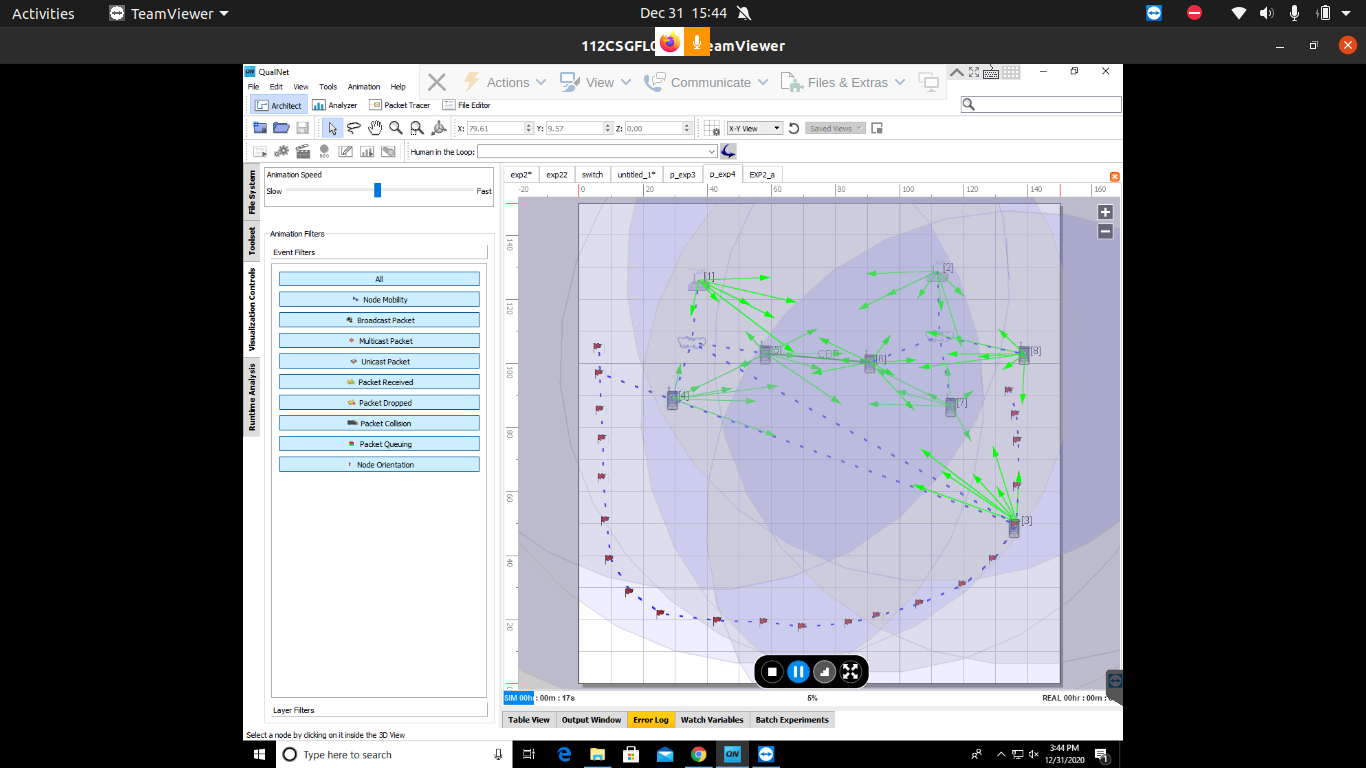 Activities TeamViewer Dec 31 15:44
112CSGFL
eamViewer
QualNet
Actions View Communicate Files & Extras
File Edit View Tools Animation Help
Architect Analyzer Packet Tracer File Editor
X: 79.61 Y: 9.57 Z: 0.00 X-Y View Saved Views
REC
Human in the Loop:
File System
Toolset
Visualization Controls
Runtime Analysis
Animation Speed
Slow Fast
Animation Filters
Event Filters
All
Node Mobility
Broadcast Packet
Multicast Packet
Unicast Packet
Packet Received
Packet Dropped
Packet Collision
Packet Queuing
Node Orientation
Layer Filters
exp2* exp22 switch untitled_1* p_exp3 p_exp4 EXP2_a
-20 0 20 40 60 80 100 120 140 160
140
120
100
80
60
40
20
0
[1]
[2]
[5] CBR [6] [8]
[4] [7]
[3]
SIM 00h : 00m : 17s 5% REAL 00hr : 00m :
Table View Output Window Error Log Watch Variables Batch Experiments
Select a node by clicking on it inside the 3D View
Type here to search
QN
3:44 PM
12/31/2020
1